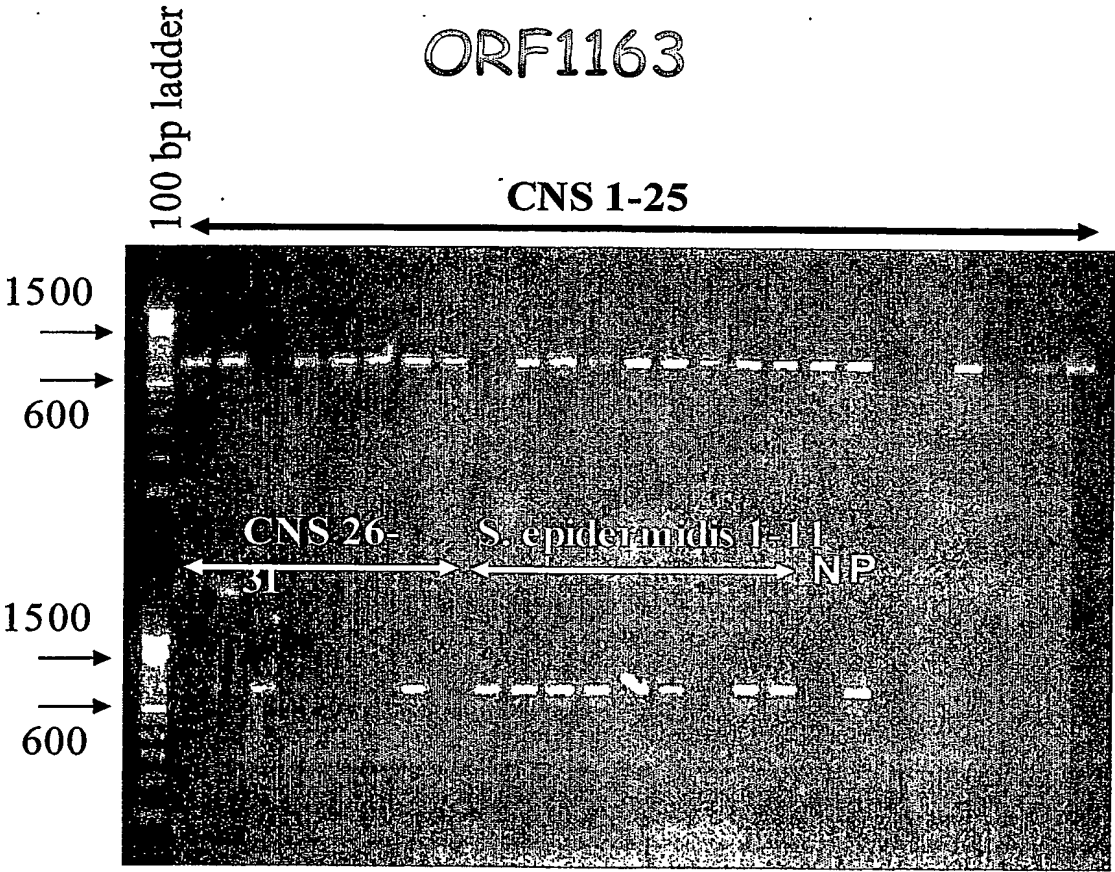 ORF1163
100 bp ladder
CNS 1-25
1500
600
CNS 26-
31
S. epidermidis 1-11
NP
1500
600